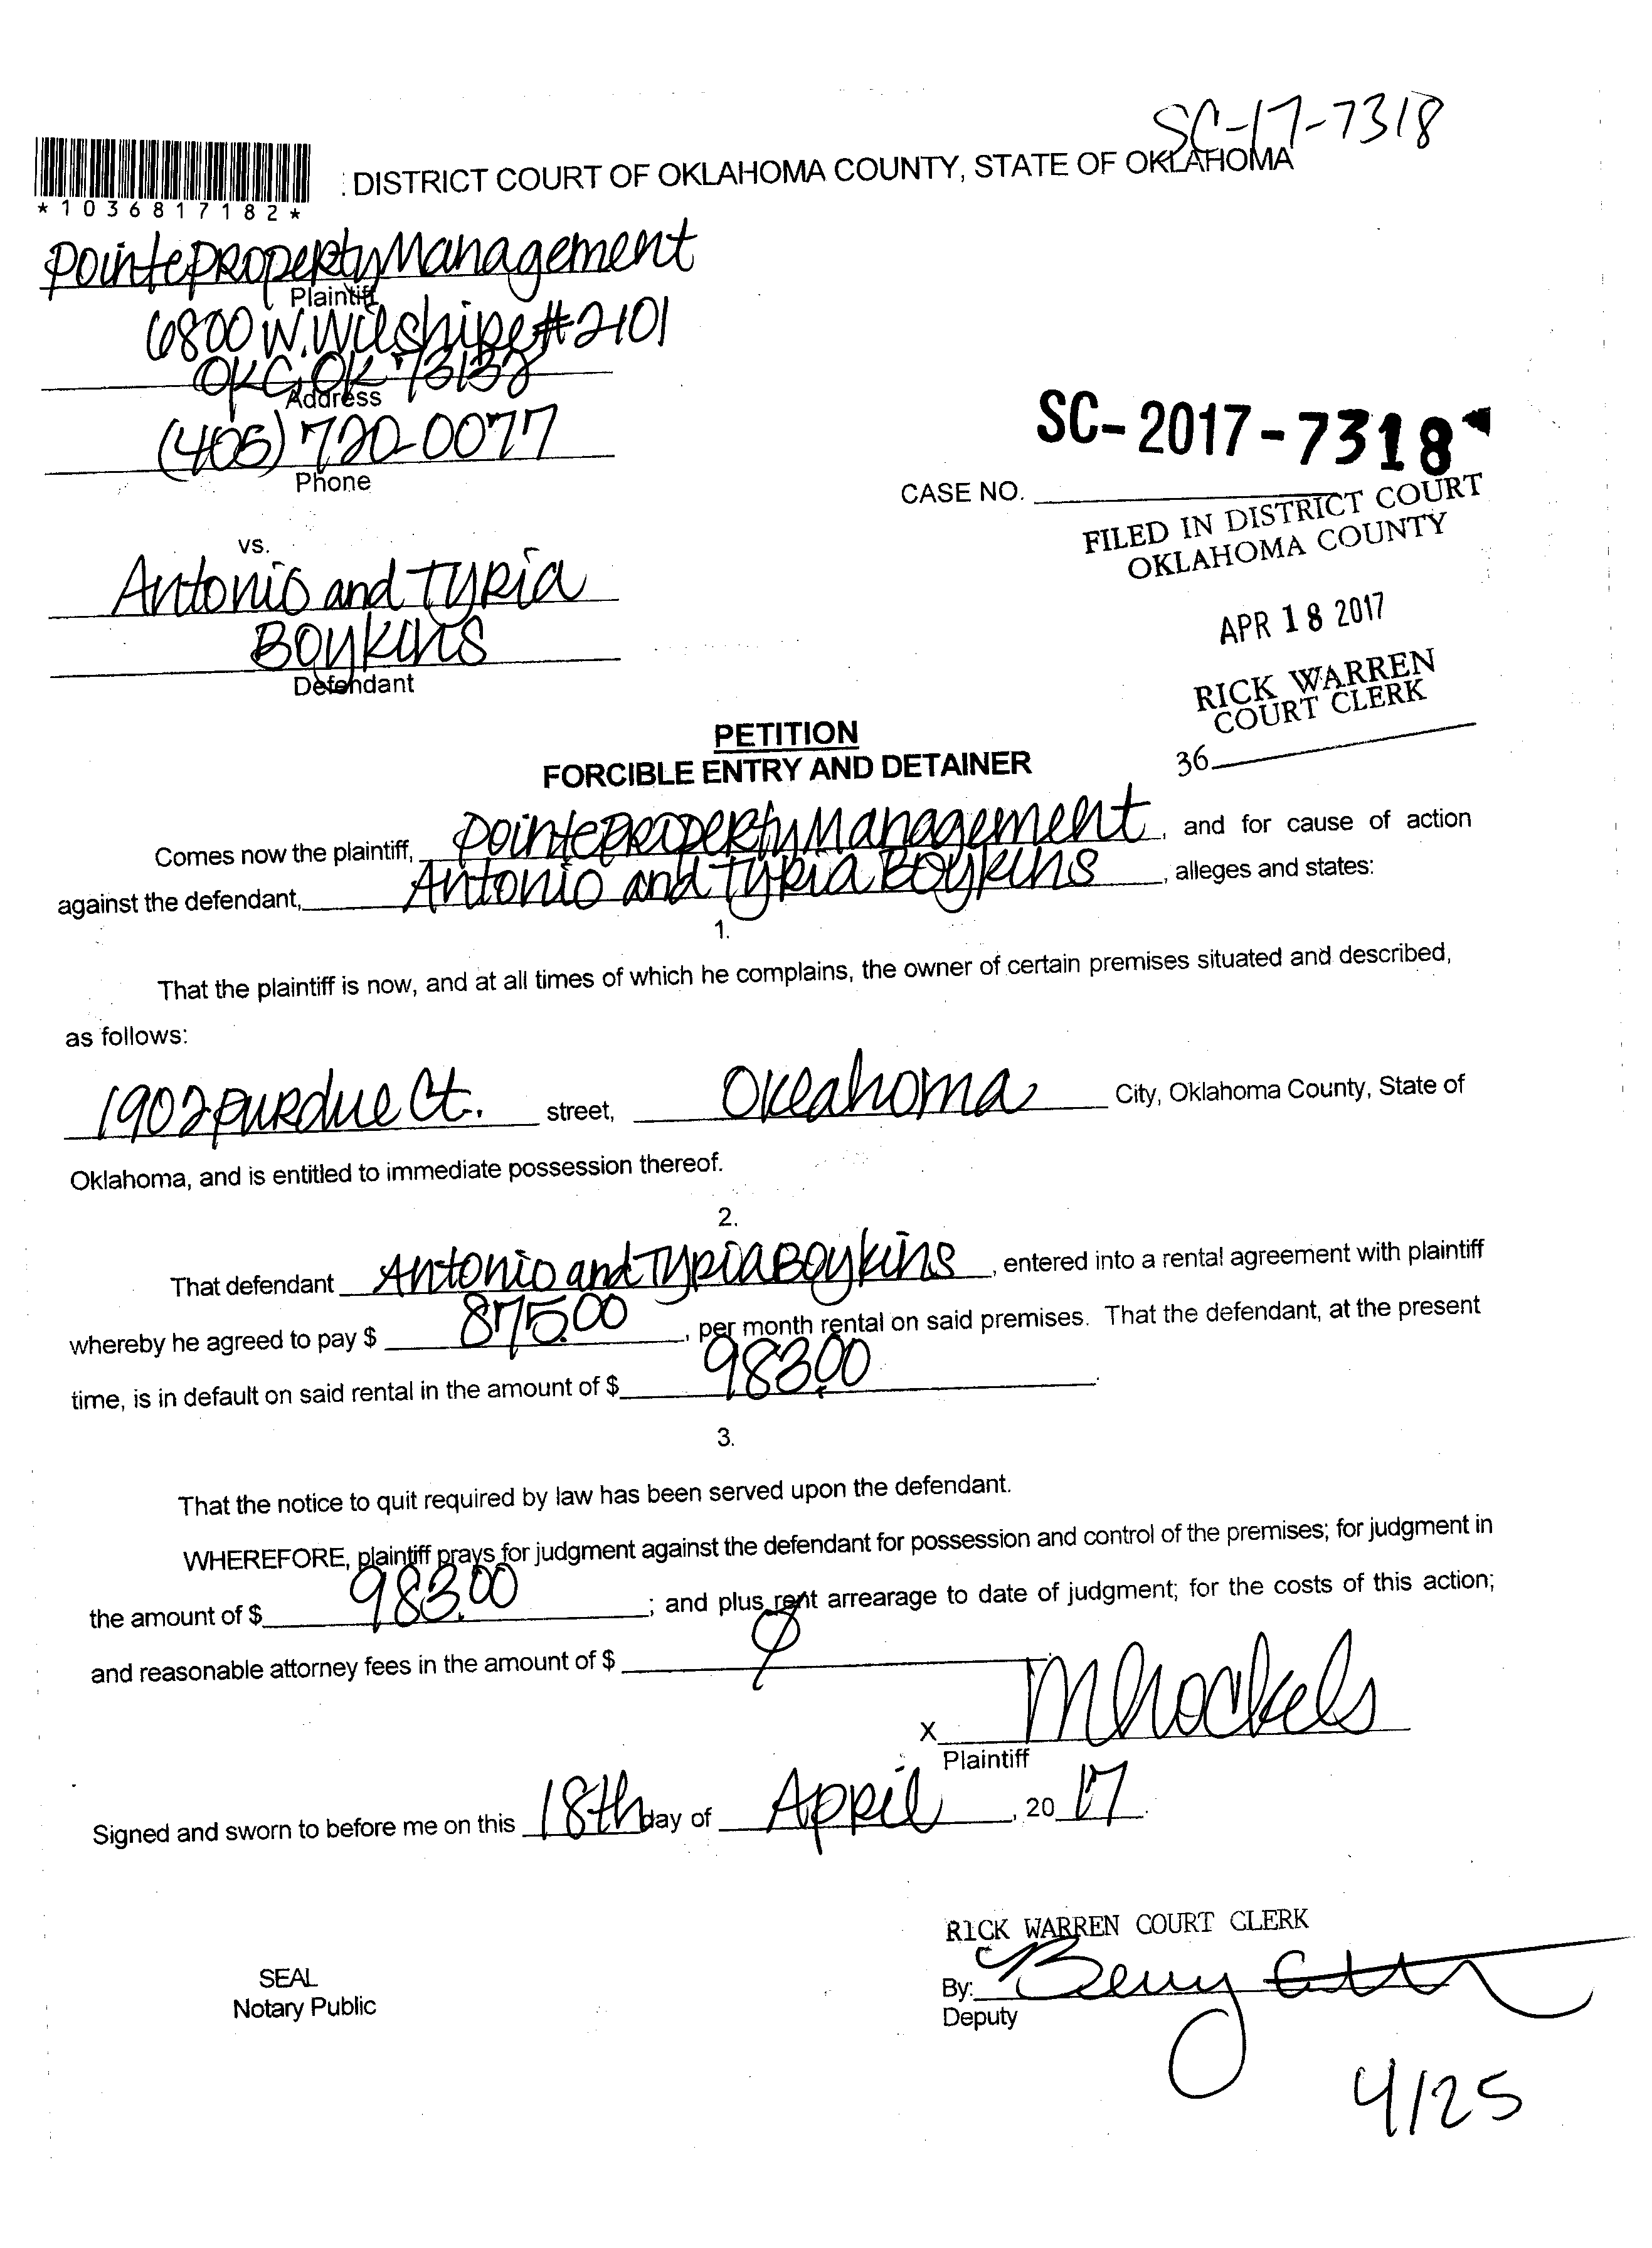 SC-17-7318
*1036817182*
: DISTRICT COURT OF OKLAHOMA COUNTY, STATE OF OKLAHOMA
Pointe Property Management
Plaintiff
6800 W. Wilshire #2101
OKC, OK 73132
Address
(405) 720-0077
Phone
SC-2017-7318
CASE NO.
FILED IN DISTRICT COURT
OKLAHOMA COUNTY
vs.
Antonio and Tyria
Boykins
Defendant
APR 18 2017
RICK WARREN
COURT CLERK
36
PETITION
FORCIBLE ENTRY AND DETAINER
Comes now the plaintiff, Pointe Property Management, and for cause of action
against the defendant, Antonio and Tyria Boykins, alleges and states:
1.
That the plaintiff is now, and at all times of which he complains, the owner of certain premises situated and described,
as follows:
1902 Purdue Ct. street, Oklahoma City, Oklahoma County, State of
Oklahoma, and is entitled to immediate possession thereof.
2.
That defendant Antonio and Tyria Boykins, entered into a rental agreement with plaintiff
whereby he agreed to pay $ 875.00, per month rental on said premises. That the defendant, at the present
time, is in default on said rental in the amount of $ 983.00.
3.
That the notice to quit required by law has been served upon the defendant.
WHEREFORE, plaintiff prays for judgment against the defendant for possession and control of the premises; for judgment in
the amount of $ 983.00; and plus rent arrearage to date of judgment; for the costs of this action;
and reasonable attorney fees in the amount of $
X
Plaintiff
Signed and sworn to before me on this 18th day of April, 2017.
RICK WARREN COURT CLERK
SEAL
Notary Public
By:
Deputy
4/25